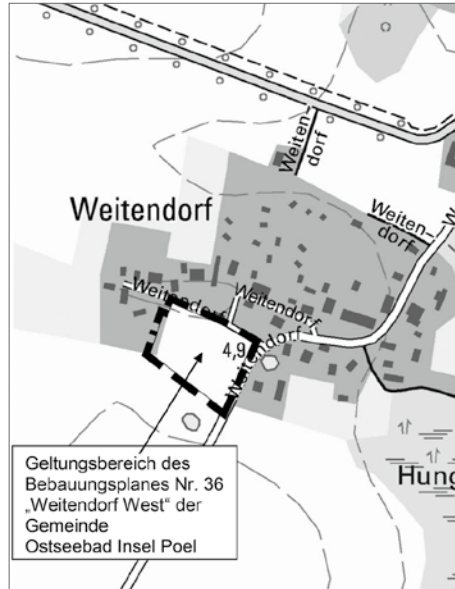 Weiten-
dorf
Weiten-
dorf
W
Weitendorf
Weitendorf
Weitendorf
4,9
Weitendorf
Hung
Geltungsbereich des
Bebauungsplanes Nr. 36
„Weitendorf West“ der
Gemeinde
Ostseebad Insel Poel